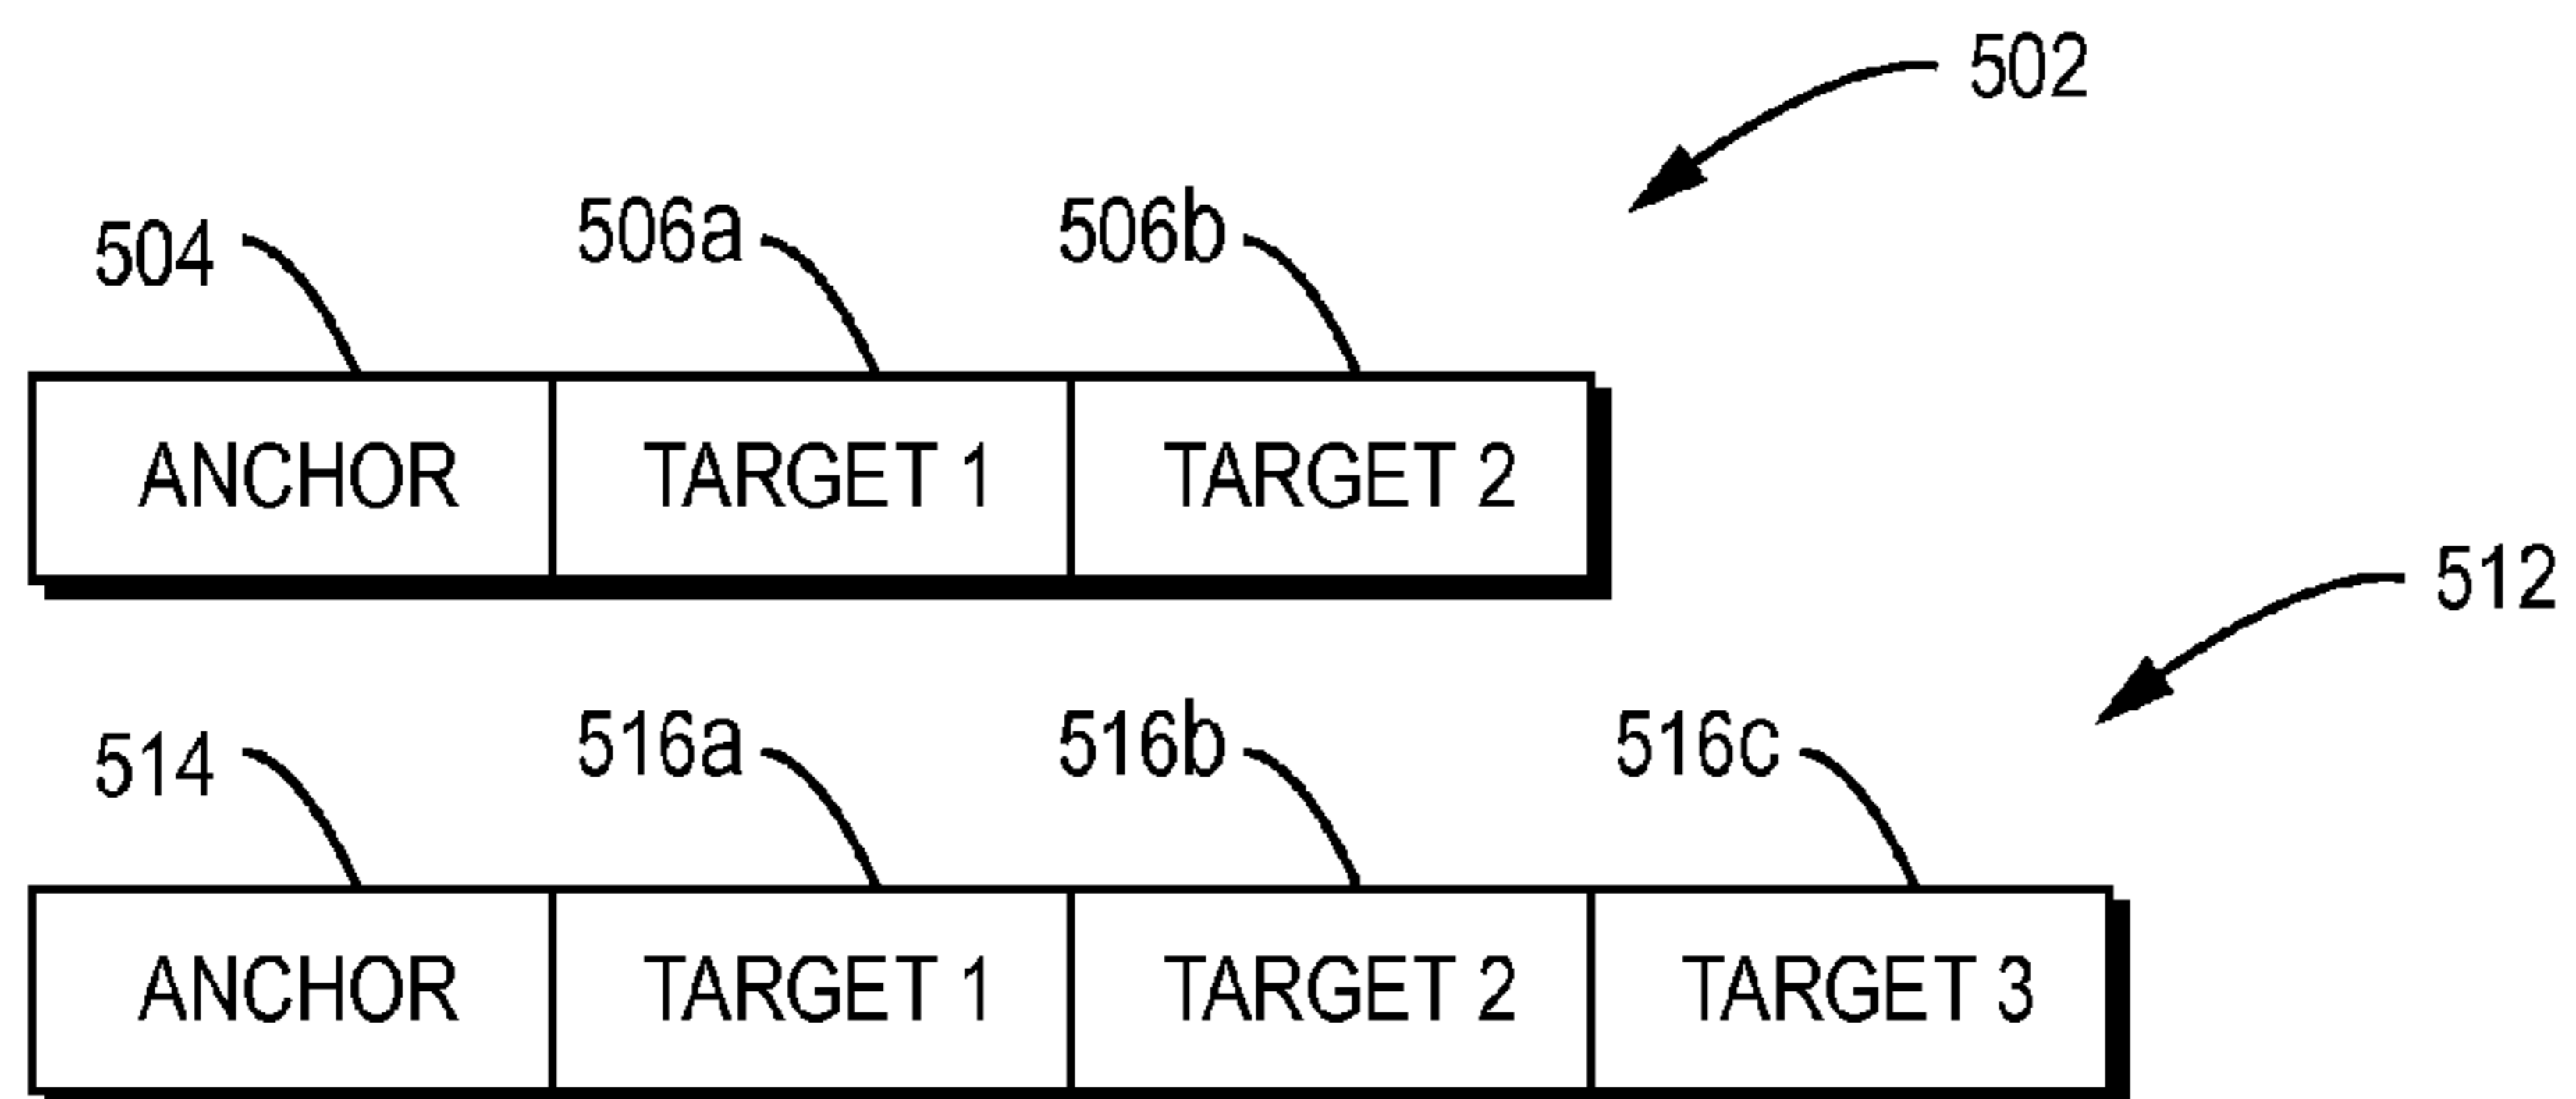 502
504 506a 506b
ANCHOR TARGET 1 TARGET 2
512
514 516a 516b 516c
ANCHOR TARGET 1 TARGET 2 TARGET 3